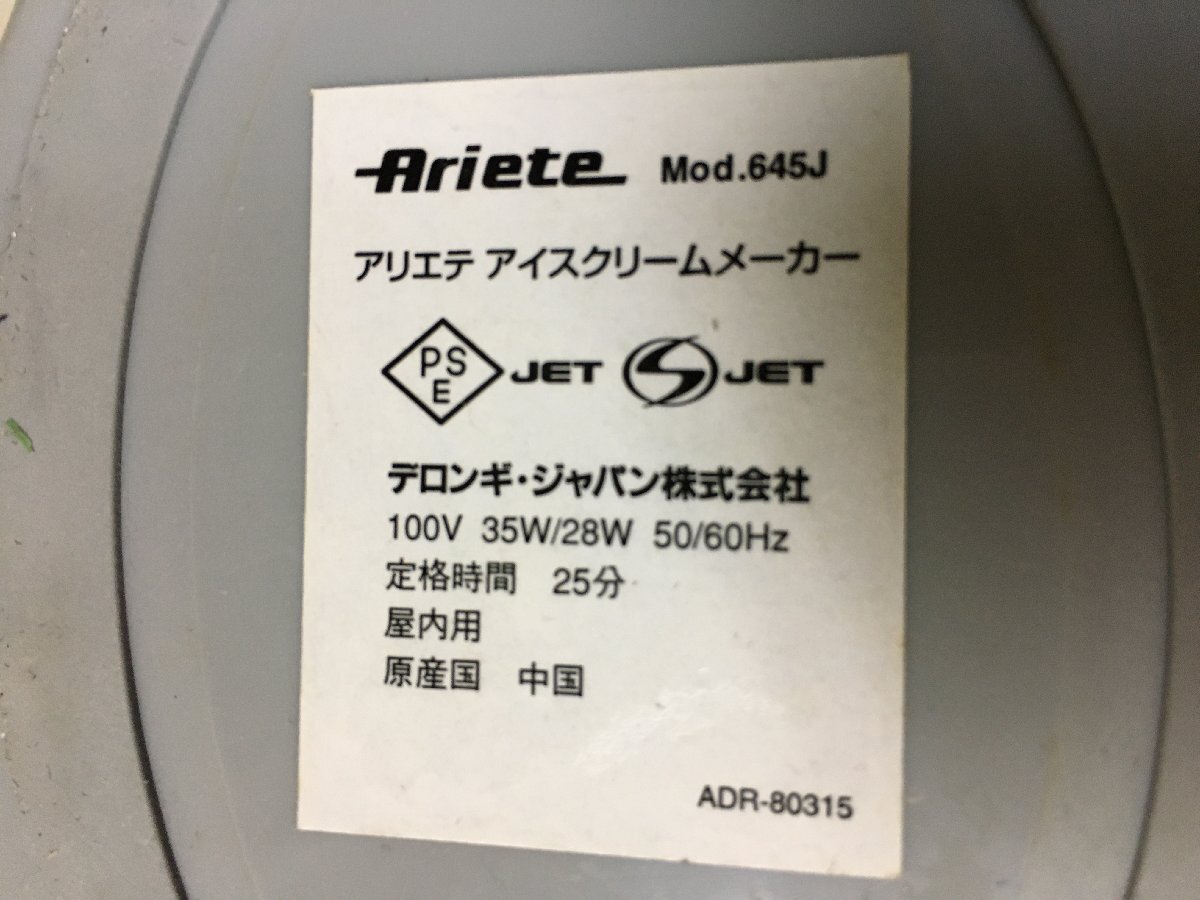 Ariete Mod.645J
アリエテ アイスクリームメーカー
PS E JET S JET
デロンギ・ジャパン株式会社
100V 35W/28W 50/60Hz
定格時間 25分
屋内用
原産国 中国
ADR-80315